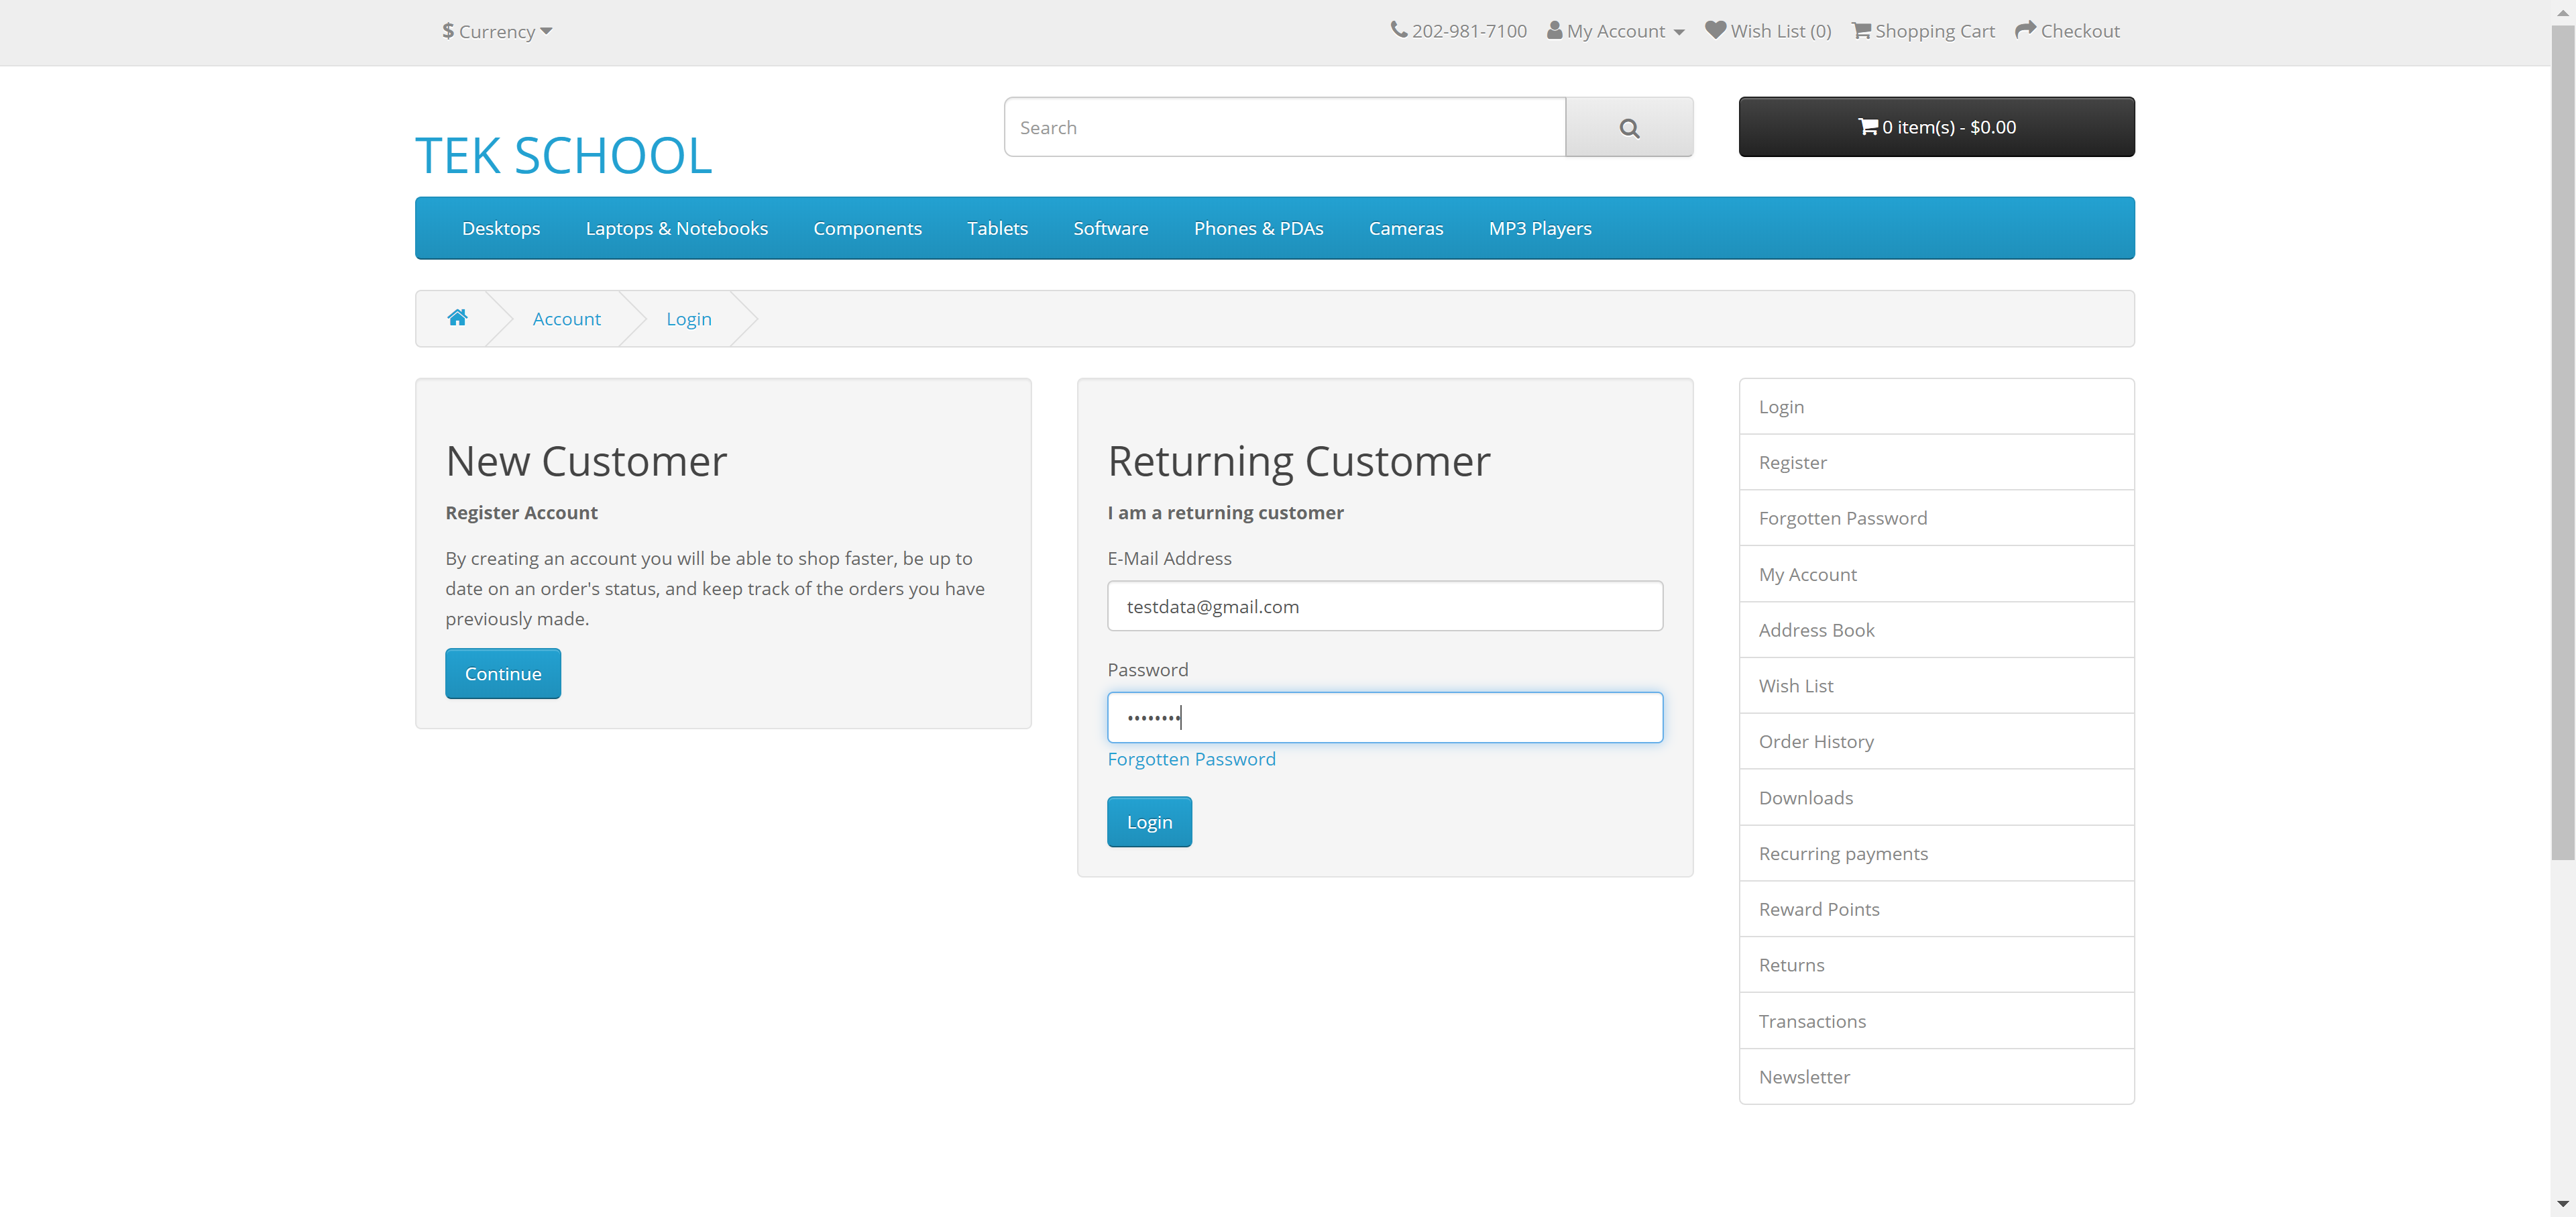 $ Currency
202-981-7100 My Account Wish List (0) Shopping Cart Checkout
TEK SCHOOL
Search
0 item(s) - $0.00
Desktops Laptops & Notebooks Components Tablets Software Phones & PDAs Cameras MP3 Players
Account Login
New Customer
Register Account
By creating an account you will be able to shop faster, be up to
date on an order's status, and keep track of the orders you have
previously made.
Continue
Returning Customer
I am a returning customer
E-Mail Address
testdata@gmail.com
Password
••••••••
Forgotten Password
Login
Login
Register
Forgotten Password
My Account
Address Book
Wish List
Order History
Downloads
Recurring payments
Reward Points
Returns
Transactions
Newsletter